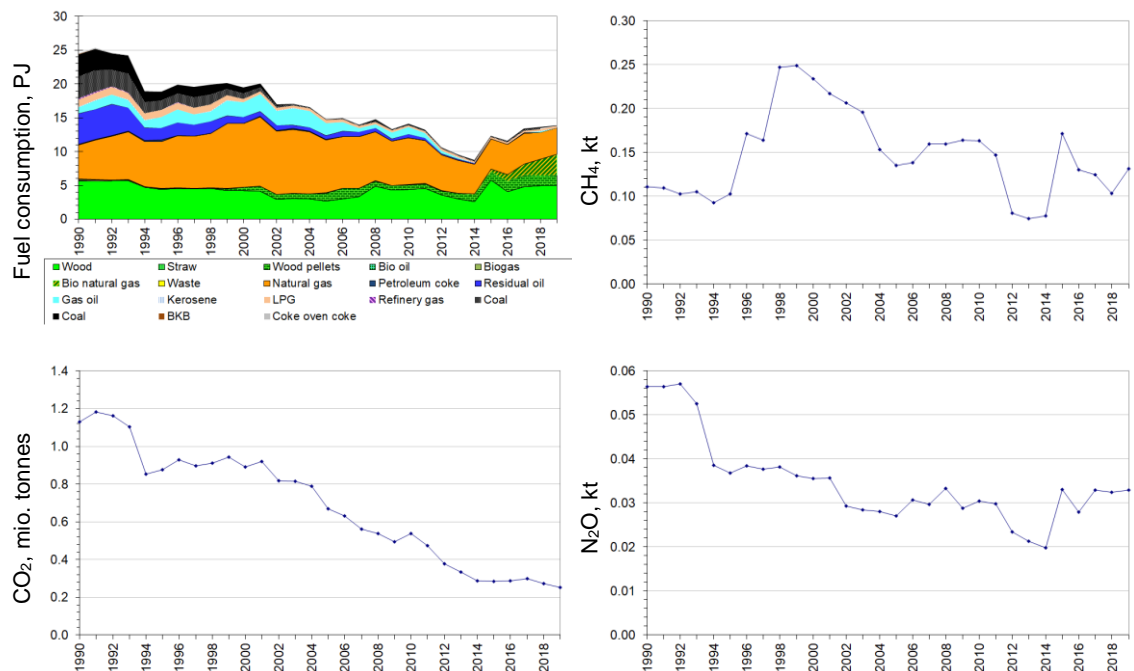 Fuel consumption, PJ
30
25
20
15
10
5
0
1990 1992 1994 1996 1998 2000 2002 2004 2006 2008 2010 2012 2014 2016 2018
Wood Straw Wood pellets Bio oil Biogas
Bio natural gas Waste Natural gas Petroleum coke Residual oil
Gas oil Kerosene LPG Refinery gas Coal
Coal BKB Coke oven coke
CH₄, kt
0.30
0.25
0.20
0.15
0.10
0.05
0.00
1990 1992 1994 1996 1998 2000 2002 2004 2006 2008 2010 2012 2014 2016 2018
CO₂, mio. tonnes
1.4
1.2
1.0
0.8
0.6
0.4
0.2
0.0
1990 1992 1994 1996 1998 2000 2002 2004 2006 2008 2010 2012 2014 2016 2018
N₂O, kt
0.06
0.05
0.04
0.03
0.02
0.01
0.00
1990 1992 1994 1996 1998 2000 2002 2004 2006 2008 2010 2012 2014 2016 2018